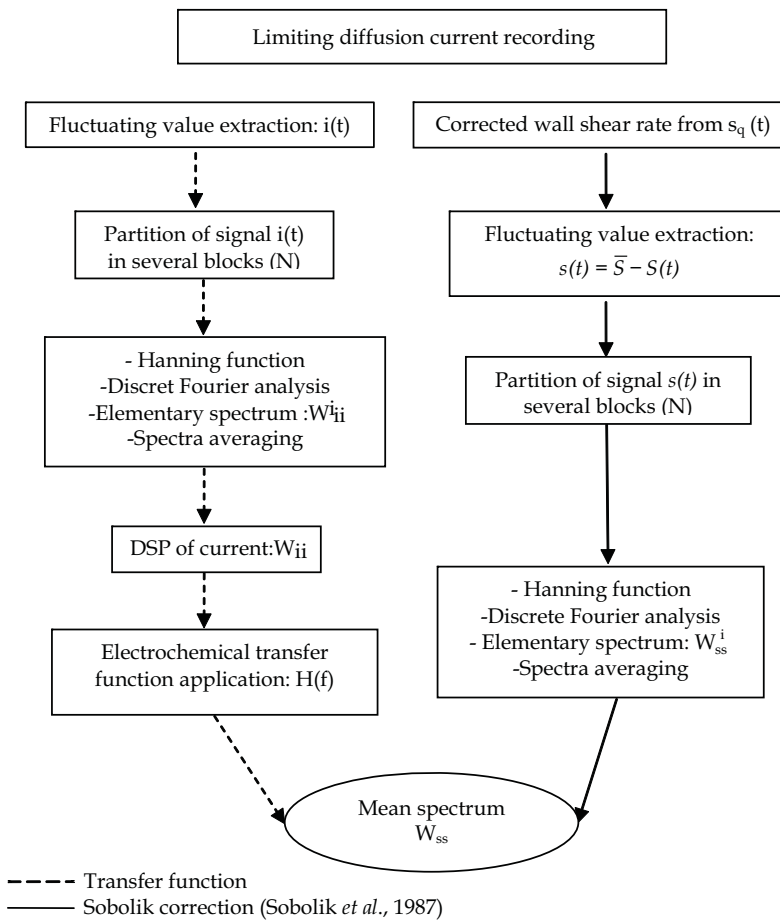 Limiting diffusion current recording
Fluctuating value extraction: i(t)
Partition of signal i(t)
in several blocks (N)
- Hanning function
-Discret Fourier analysis
-Elementary spectrum :Wⁱii
-Spectra averaging
DSP of current:Wii
Electrochemical transfer
function application: H(f)
Corrected wall shear rate from s_q (t)
Fluctuating value extraction:
s(t) = S̅ − S(t)
Partition of signal s(t) in
several blocks (N)
- Hanning function
-Discrete Fourier analysis
- Elementary spectrum: W_ss^i
-Spectra averaging
Mean spectrum
W_ss
Transfer function
Sobolik correction (Sobolik et al., 1987)